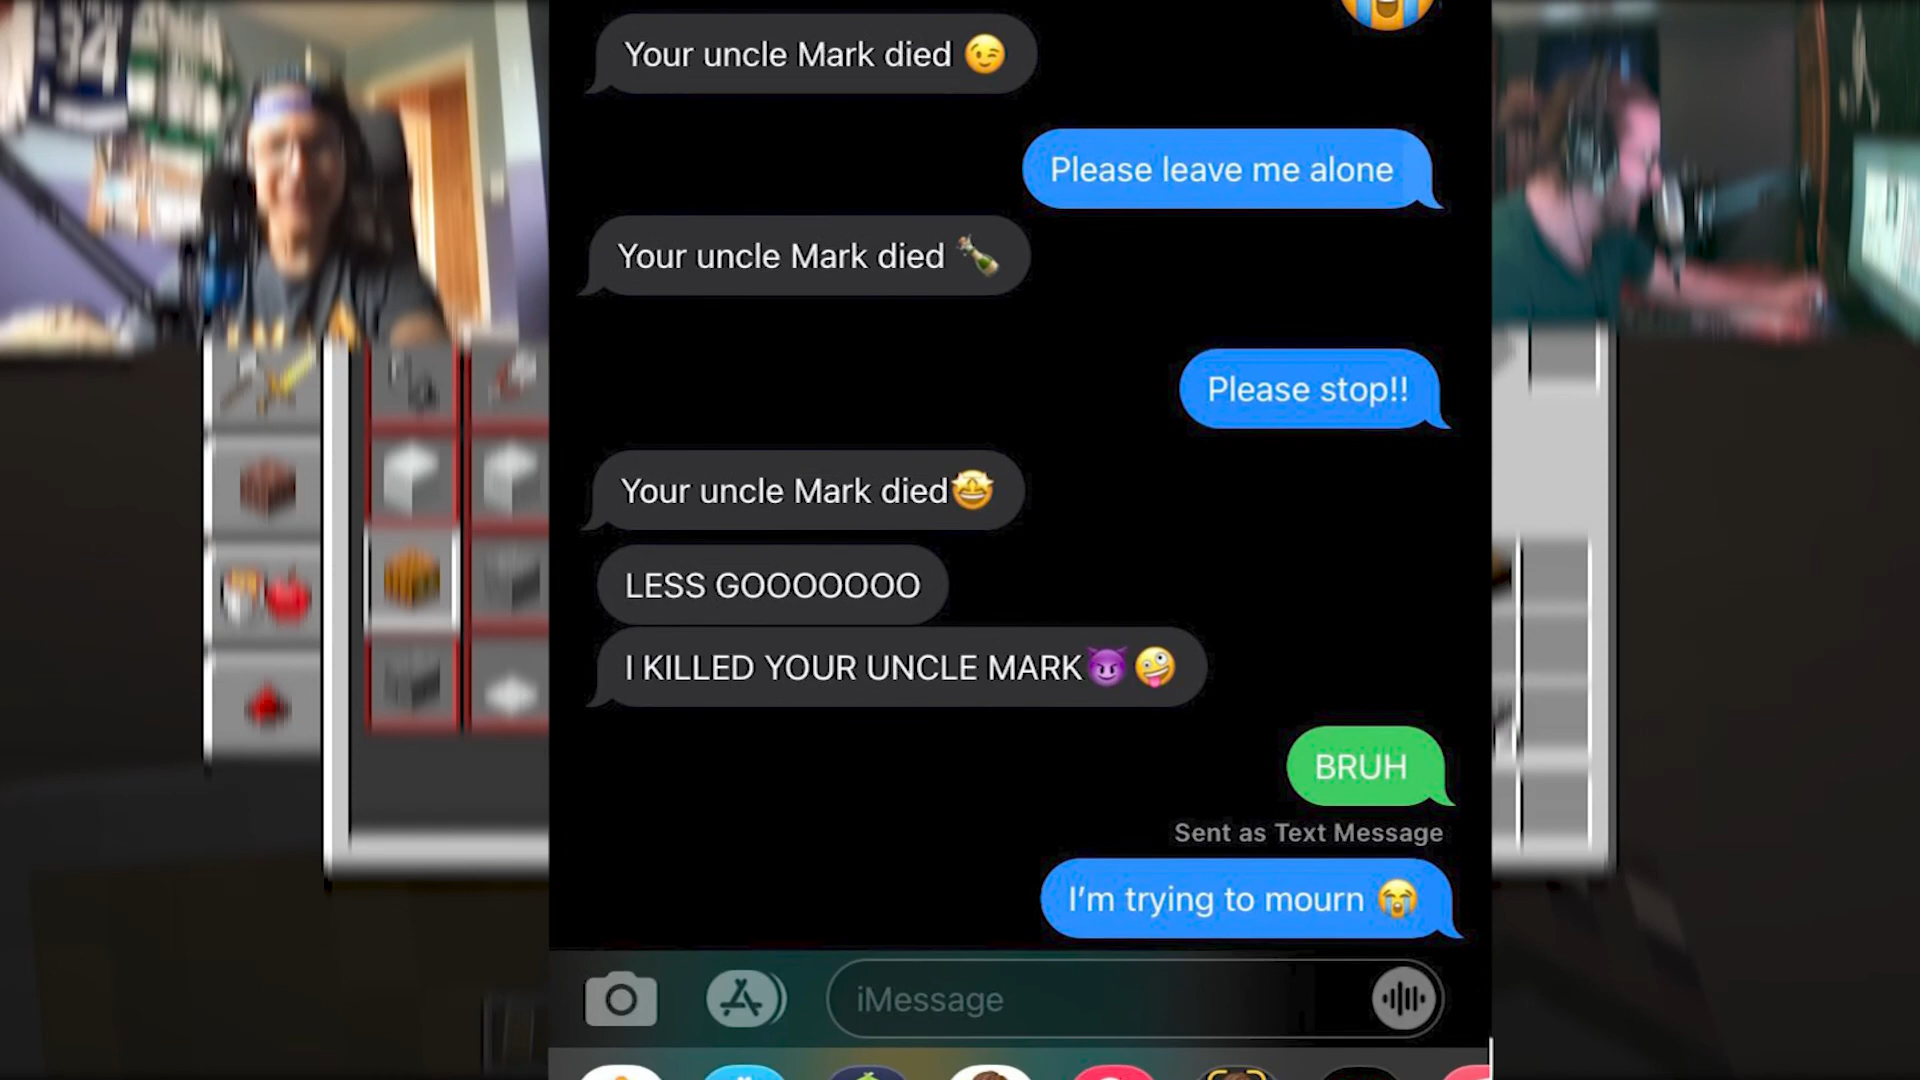 Your uncle Mark died 😉
Please leave me alone
Your uncle Mark died 🍾
Please stop!!
Your uncle Mark died🤩
LESS GOOOOOOO
I KILLED YOUR UNCLE MARK😈🤪
BRUH
Sent as Text Message
I'm trying to mourn 😭
iMessage